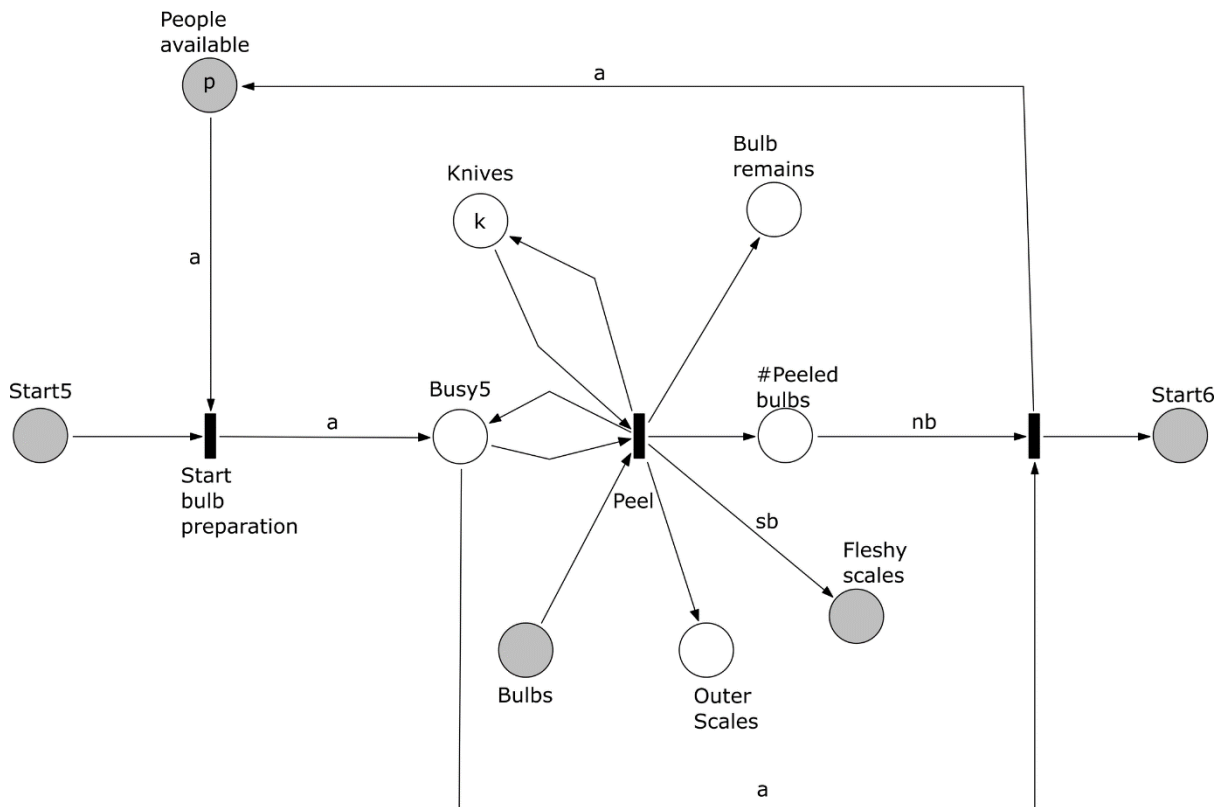 People
available
p
a
Bulb
remains
Knives
k
a
#Peeled
bulbs
Start5
Busy5
Start6
a
nb
Start
bulb
preparation
Peel
sb
Fleshy
scales
Bulbs
Outer
Scales
a